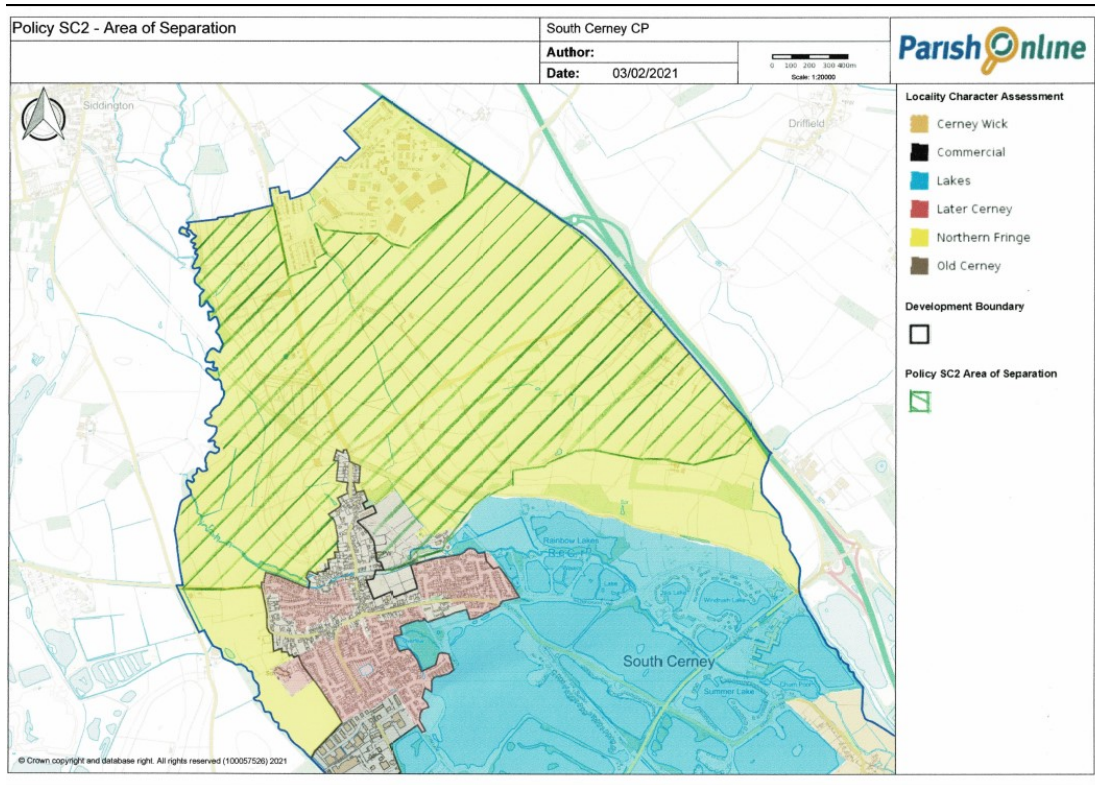 Policy SC2 - Area of Separation
South Cerney CP
Author:
Date: 03/02/2021
0 100 200 300 400m
Scale: 1:20000
Parish Online
Siddington
Driffield
Rainbow Lakes
Windrush Lake
South Cerney
Summer Lake
© Crown copyright and database right. All rights reserved (100057526) 2021
Locality Character Assessment
Cerney Wick
Commercial
Lakes
Later Cerney
Northern Fringe
Old Cerney
Development Boundary
Policy SC2 Area of Separation